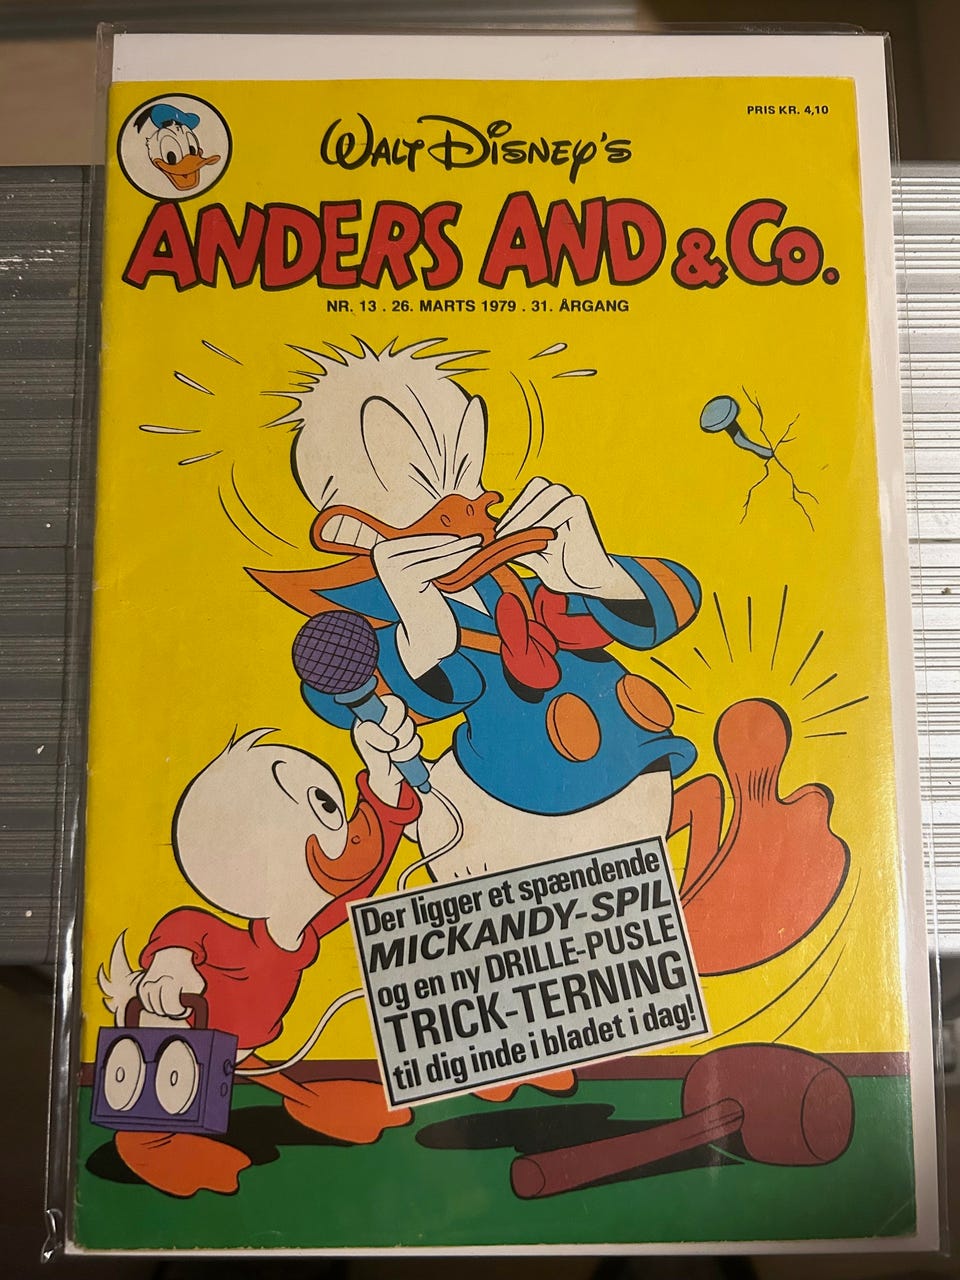 PRIS KR. 4,10
WALT DISNEY'S
ANDERS AND & Co.
NR. 13 . 26. MARTS 1979 . 31. ÅRGANG
Der ligger et spændende
MICKANDY-SPIL
og en ny DRILLE-PUSLE
TRICK-TERNING
til dig inde i bladet i dag!